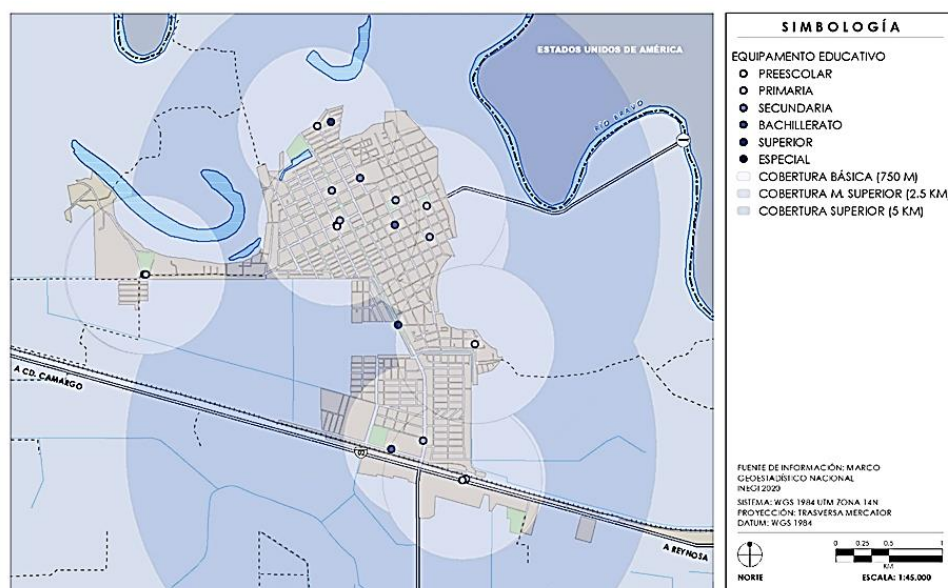 ESTADOS UNIDOS DE AMÉRICA
RÍO BRAVO
A CD. CAMARGO
A REYNOSA
SIMBOLOGÍA
EQUIPAMENTO EDUCATIVO
PREESCOLAR
PRIMARIA
SECUNDARIA
BACHILLERATO
SUPERIOR
ESPECIAL
COBERTURA BÁSICA (750 M)
COBERTURA M. SUPERIOR (2.5 KM
COBERTURA SUPERIOR (5 KM)
FUENTE DE INFORMACIÓN: MARCO
GEOESTADÍSTICO NACIONAL
INEGI 2020
SISTEMA: WGS 1984 UTM ZONA 14N
PROYECCIÓN: TRASVERSA MERCATOR
DATUM: WGS 1984
NORTE
0 0.25 0.5 1
KM
ESCALA: 1:45,000